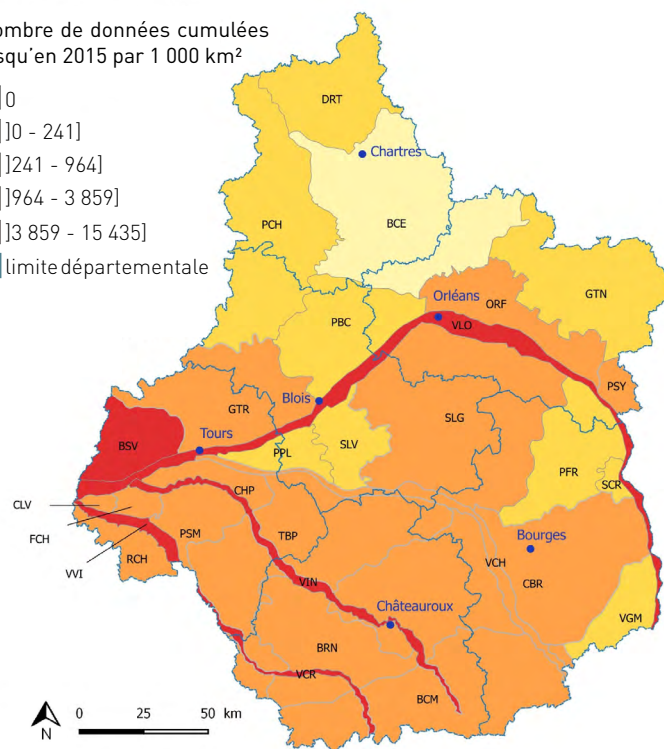 ombre de données cumulées
squ'en 2015 par 1 000 km²
0
]0 - 241]
]241 - 964]
]964 - 3 859]
]3 859 - 15 435]
limite départementale
DRT
Chartres
PCH
BCE
Orléans
ORF
GTN
PBC
VLO
PSY
Blois
GTR
SLG
BSV
Tours
PPL
SLV
PFR
SCR
CLV
CHP
FCH
PSM
TBP
Bourges
VVI
RCH
VCH
CBR
VIN
Châteauroux
VGM
BRN
VCR
BCM
N
0 25 50 km